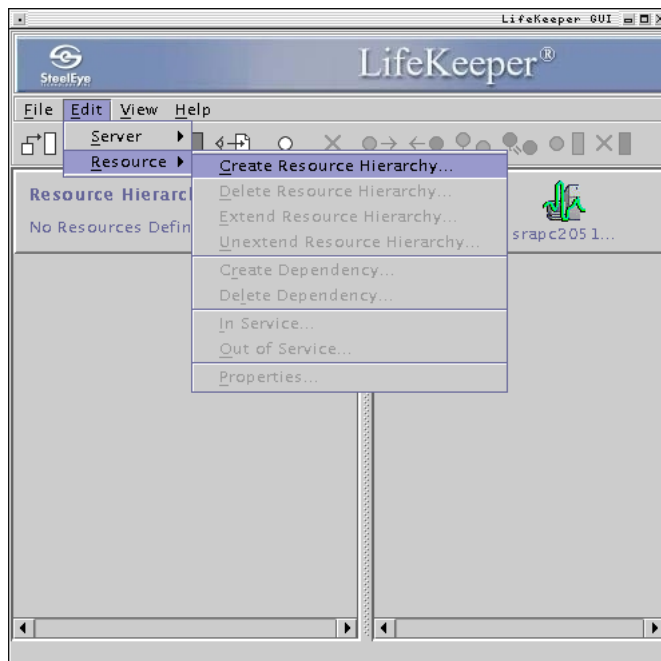 LifeKeeper GUI
SteelEye
LifeKeeper®
File Edit View Help
Server
Resource
Create Resource Hierarchy...
Delete Resource Hierarchy...
Extend Resource Hierarchy...
Unextend Resource Hierarchy...
Create Dependency...
Delete Dependency...
In Service...
Out of Service...
Properties...
Resource Hierarc
No Resources Defin
srapc2051...